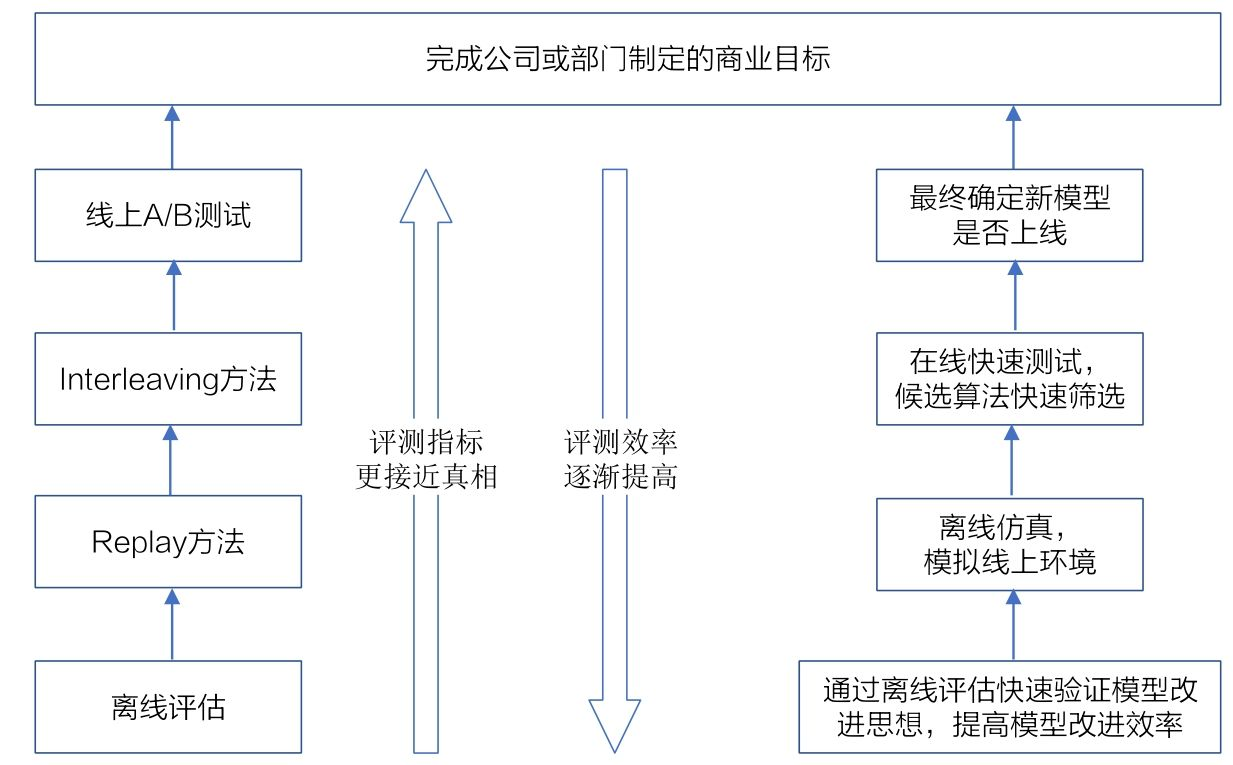 完成公司或部门制定的商业目标
线上A/B测试
最终确定新模型
是否上线
Interleaving方法
在线快速测试，
候选算法快速筛选
评测指标
更接近真相
评测效率
逐渐提高
Replay方法
离线仿真，
模拟线上环境
离线评估
通过离线评估快速验证模型改
进思想，提高模型改进效率